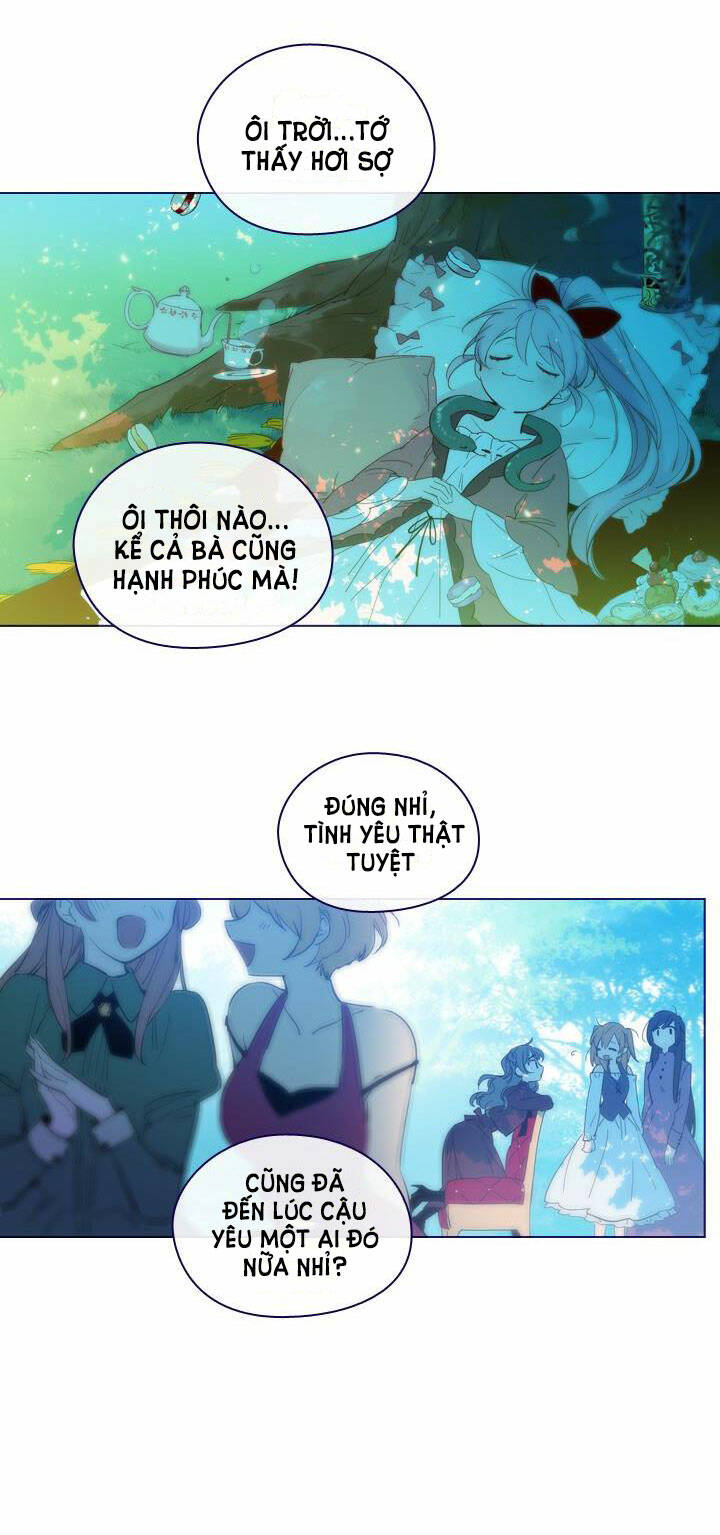 ÔI TRỜI...TỚ
THẤY HƠI SỢ
ÔI THÔI NÀO...
KỂ CẢ BÀ CŨNG
HẠNH PHÚC MÀ!
ĐÚNG NHỈ,
TÌNH YÊU THẬT
TUYỆT
CŨNG ĐÃ
ĐẾN LÚC CẬU
YÊU MỘT AI ĐÓ
NỮA NHỈ?